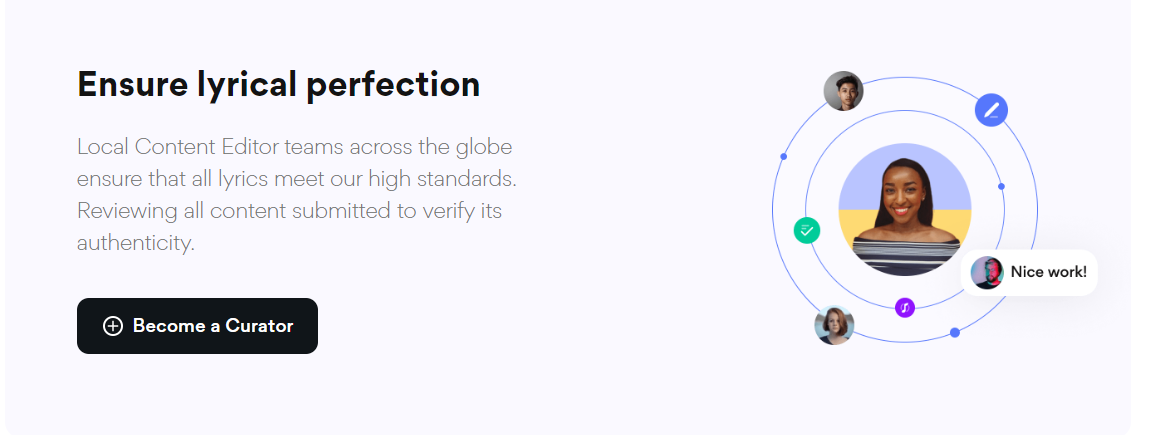 Ensure lyrical perfection
Local Content Editor teams across the globe
ensure that all lyrics meet our high standards.
Reviewing all content submitted to verify its
authenticity.
Become a Curator
Nice work!